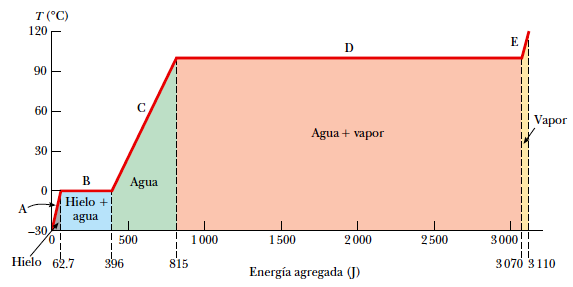 T (°C)
120
90
60
30
0
–30
A
B
C
D
E
Hielo
Hielo +
agua
Agua
Agua + vapor
Vapor
0
500
1 000
1 500
2 000
2 500
3 000
62.7
396
815
3 070
3 110
Energía agregada (J)